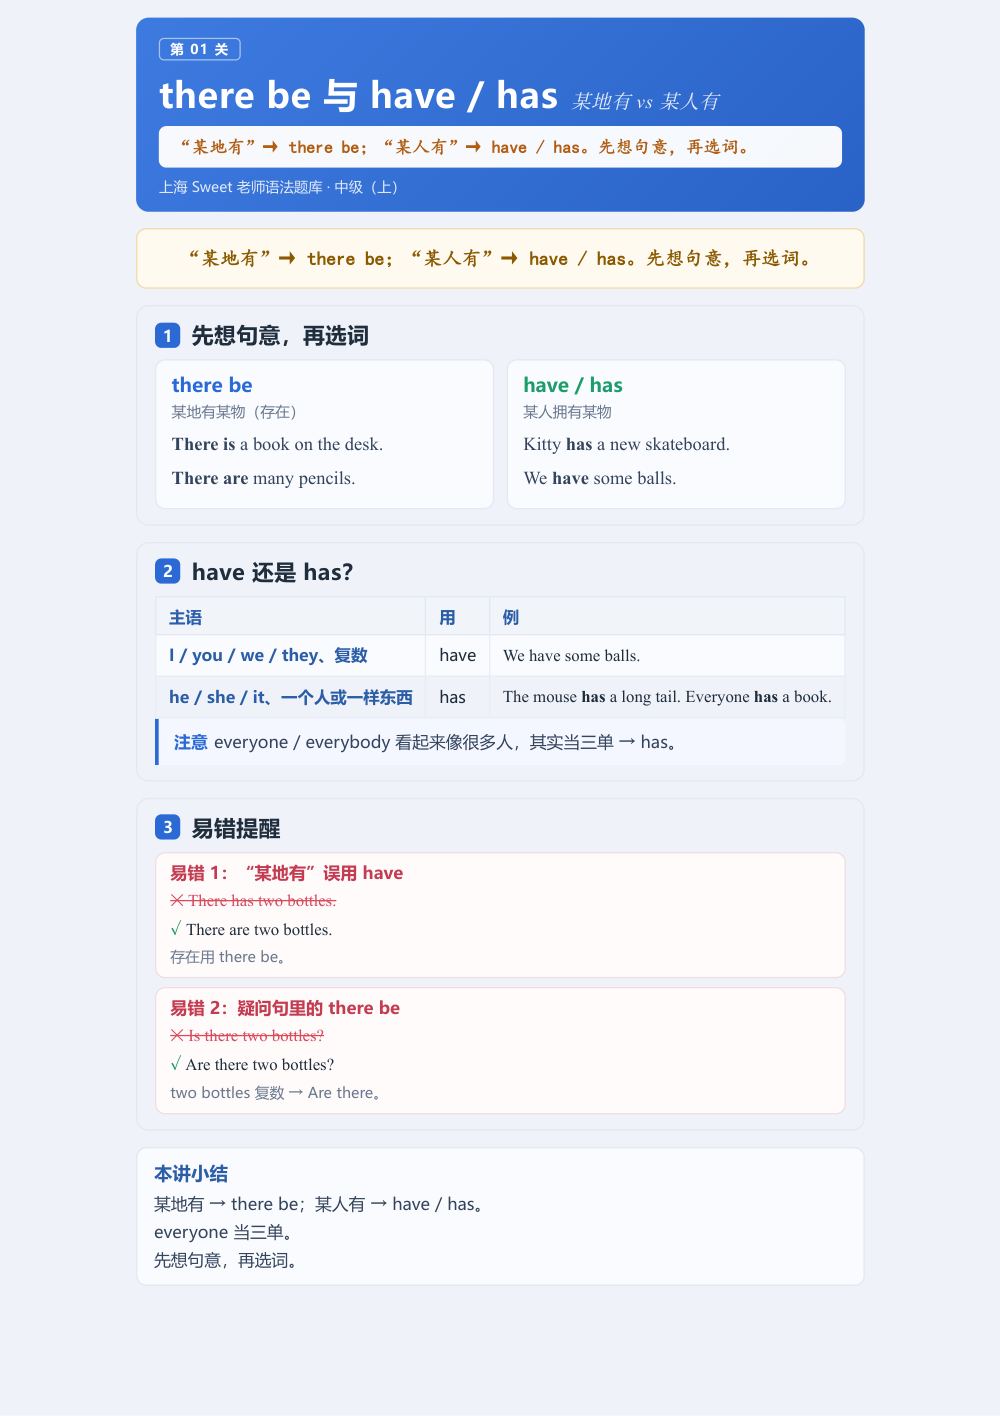 第 01 关
there be 与 have / has 某地有 vs 某人有
“某地有”→ there be；“某人有”→ have / has。先想句意，再选词。
上海 Sweet 老师语法题库 · 中级（上）
“某地有”→ there be；“某人有”→ have / has。先想句意，再选词。
1 先想句意，再选词
there be
某地有某物（存在）
There is a book on the desk.
There are many pencils.
have / has
某人拥有某物
Kitty has a new skateboard.
We have some balls.
2 have 还是 has?
主语 用 例
I / you / we / they、复数 have We have some balls.
he / she / it、一个人或一样东西 has The mouse has a long tail. Everyone has a book.
注意 everyone / everybody 看起来像很多人，其实当三单 → has。
3 易错提醒
易错 1：“某地有”误用 have
× There has two bottles.
√ There are two bottles.
存在用 there be。
易错 2：疑问句里的 there be
× Is there two bottles?
√ Are there two bottles?
two bottles 复数 → Are there。
本讲小结
某地有 → there be；某人有 → have / has。
everyone 当三单。
先想句意，再选词。